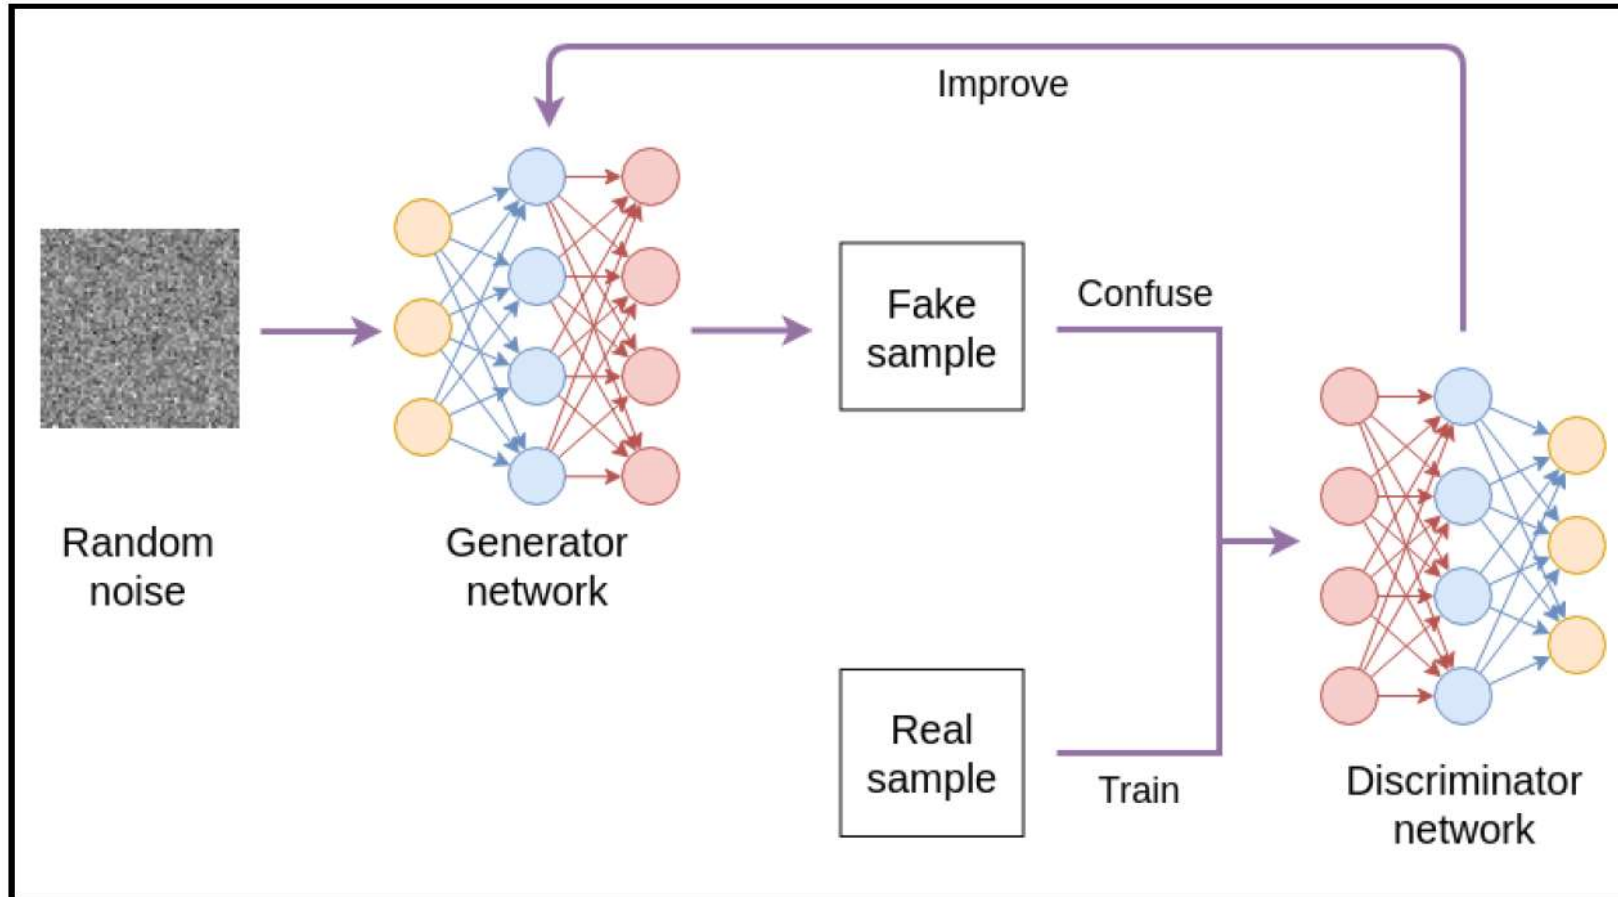 Improve
Random
noise
Generator
network
Fake
sample
Confuse
Real
sample
Train
Discriminator
network